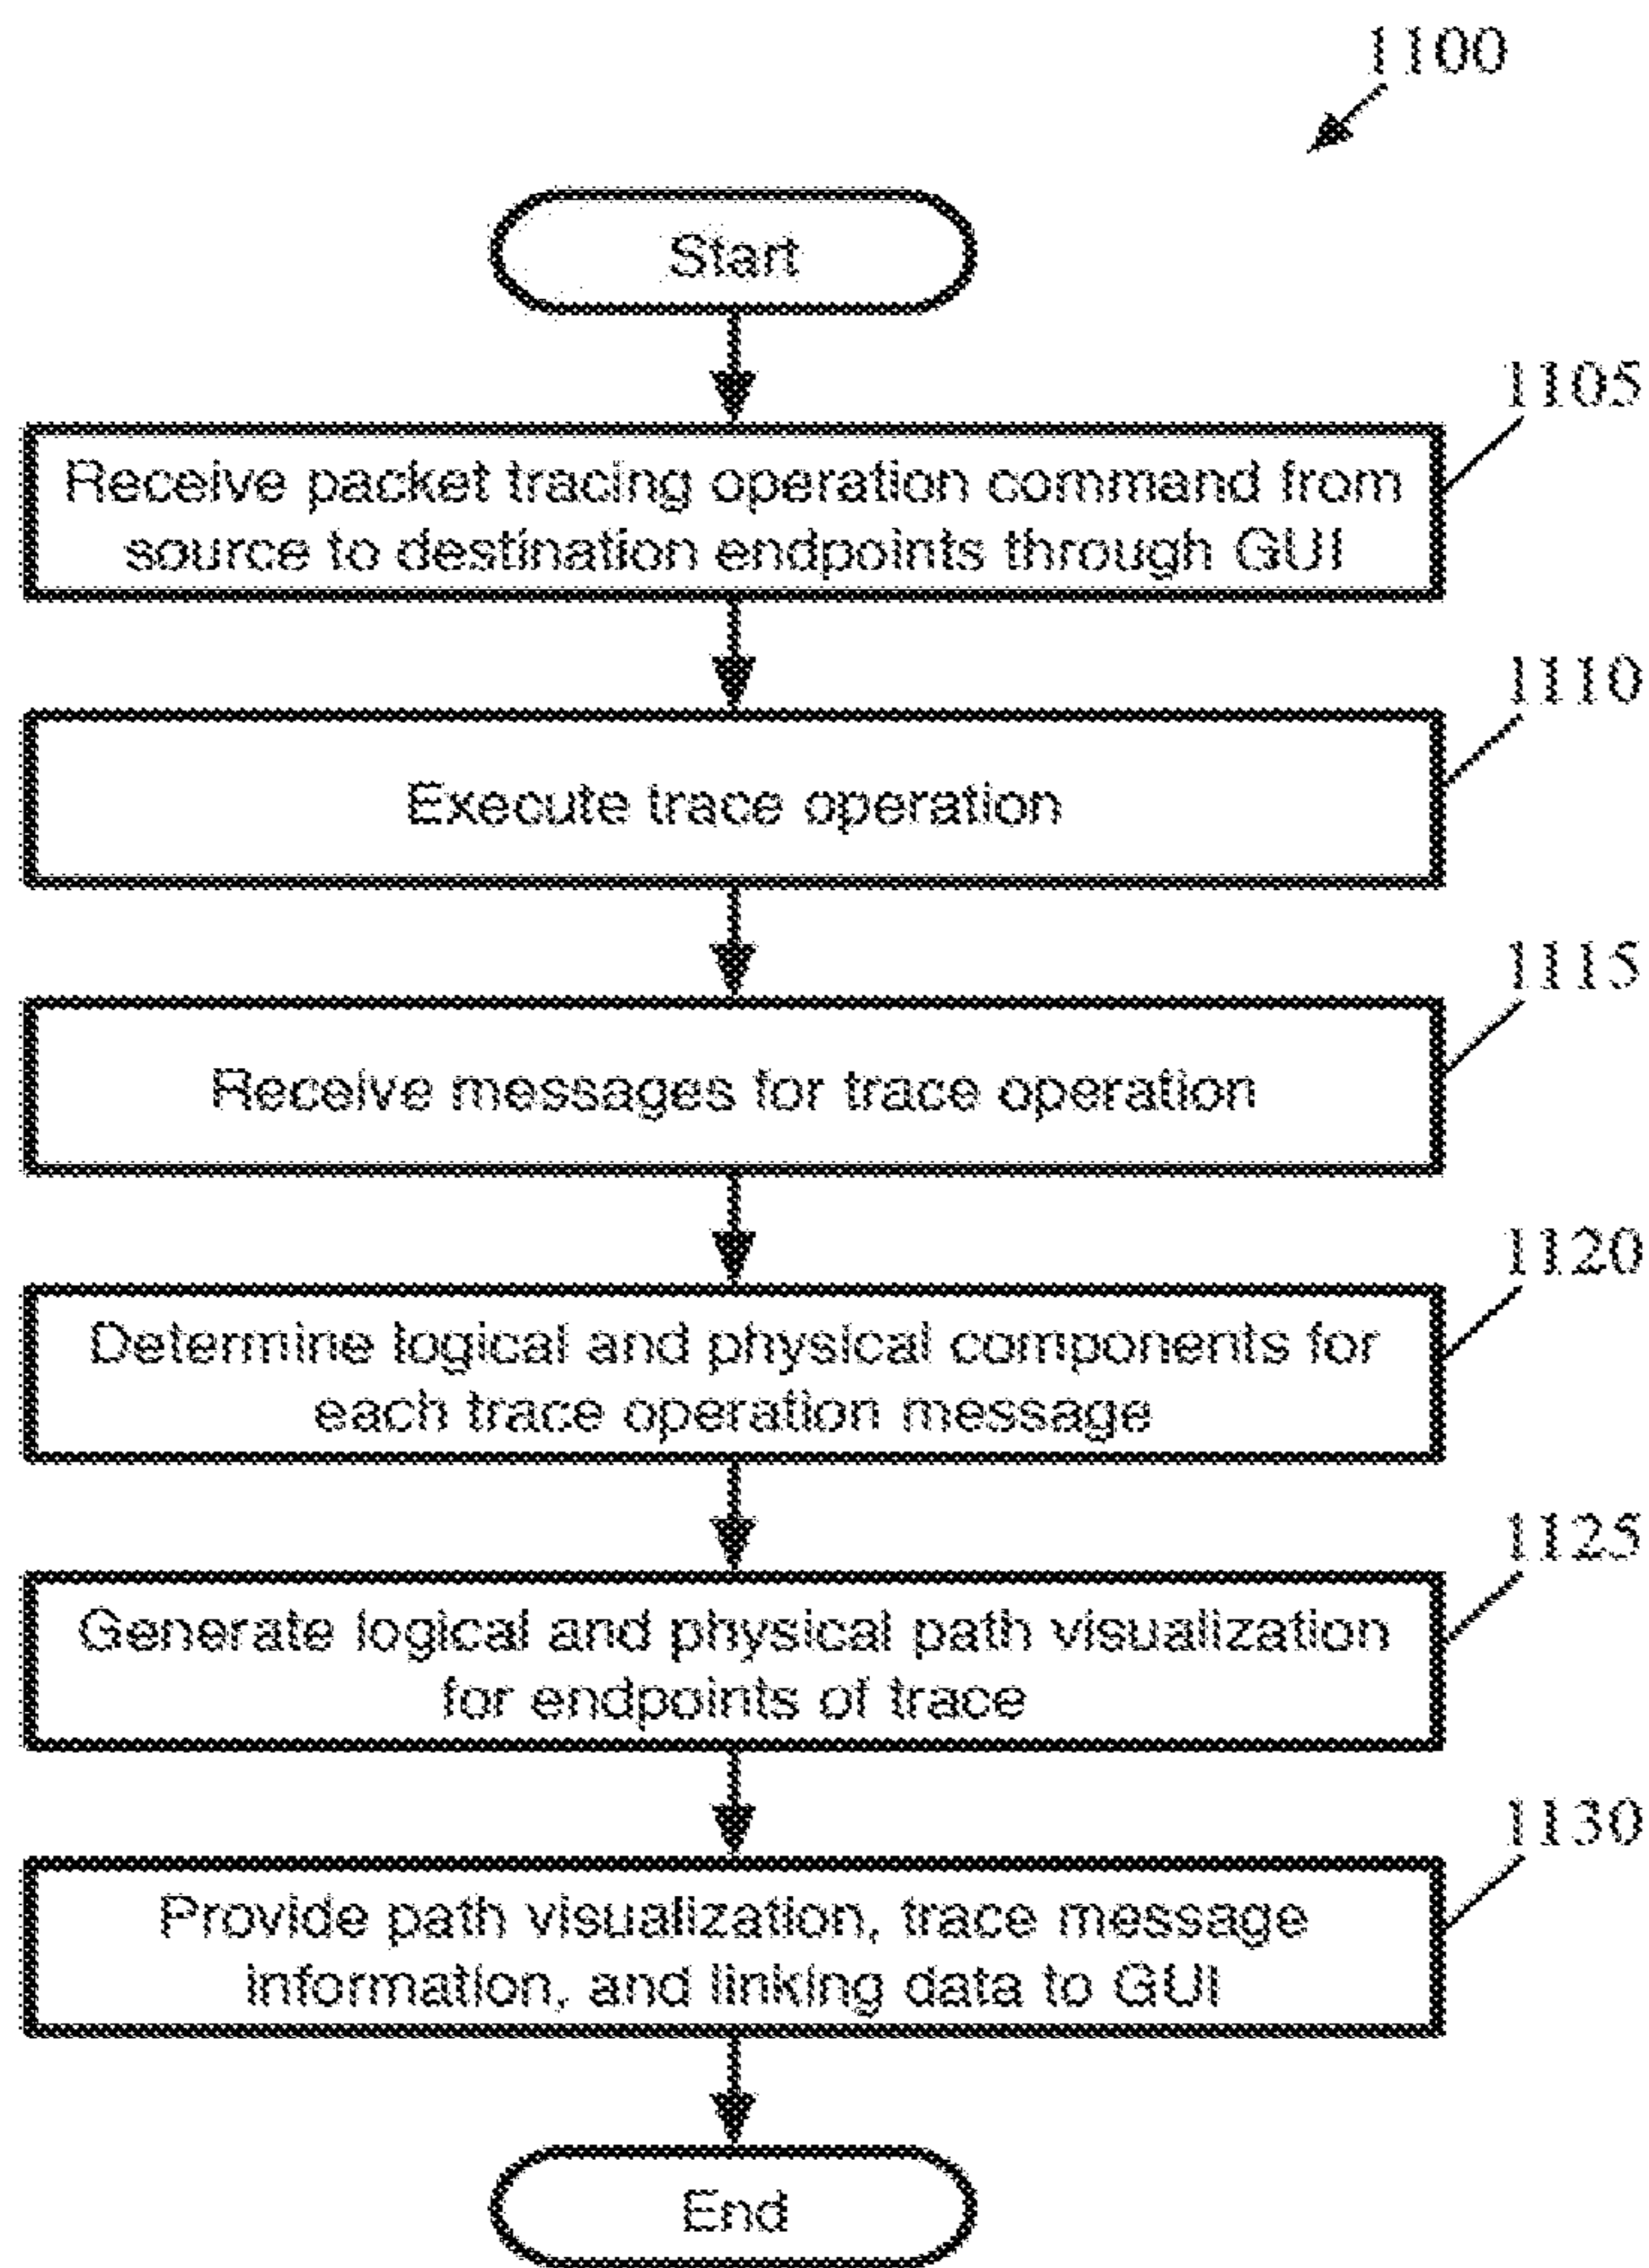 1100
Start
1105
Receive packet tracing operation command from
source to destination endpoints through GUI
1110
Execute trace operation
1115
Receive messages for trace operation
1120
Determine logical and physical components for
each trace operation message
1125
Generate logical and physical path visualization
for endpoints of trace
1130
Provide path visualization, trace message
information, and linking data to GUI
End